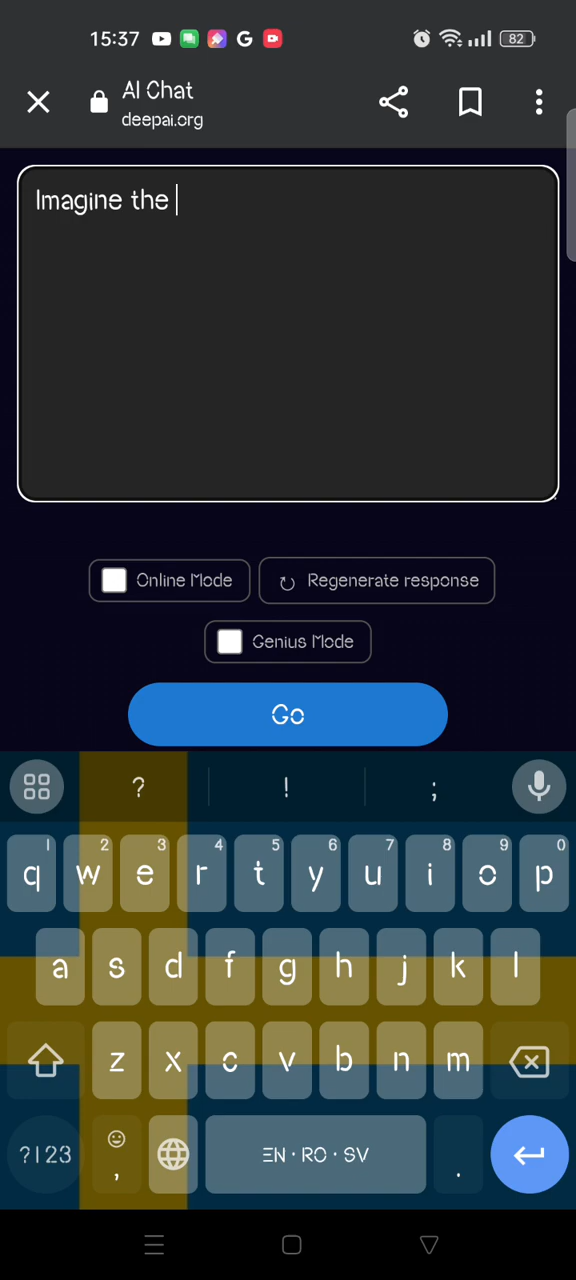 15:37 G 82
AI Chat
deepai.org
Imagine the
Online Mode Regenerate response
Genius Mode
Go
? ! ;
1 2 3 4 5 6 7 8 9 0
q w e r t y u i o p
a s d f g h j k l
z x c v b n m
?123 , EN · RO · SV .